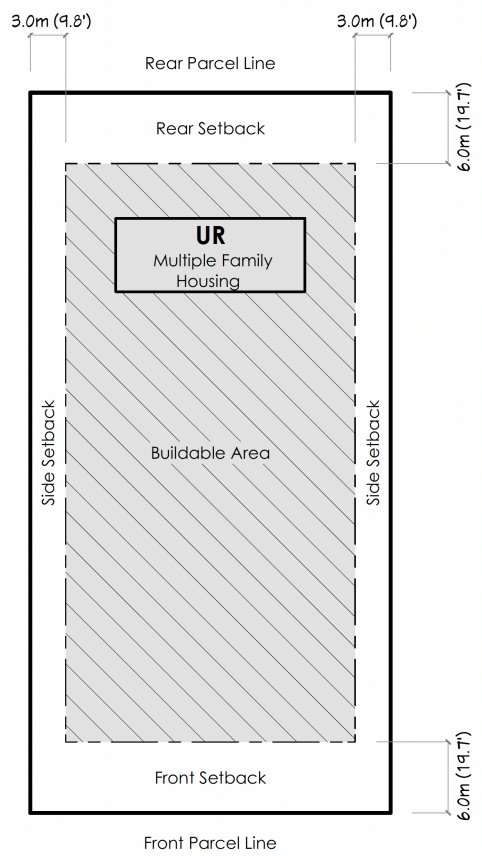 3.0m (9.8')
3.0m (9.8')
Rear Parcel Line
6.0m (19.7')
Rear Setback
UR
Multiple Family
Housing
Side Setback
Buildable Area
Side Setback
Front Setback
6.0m (19.7')
Front Parcel Line